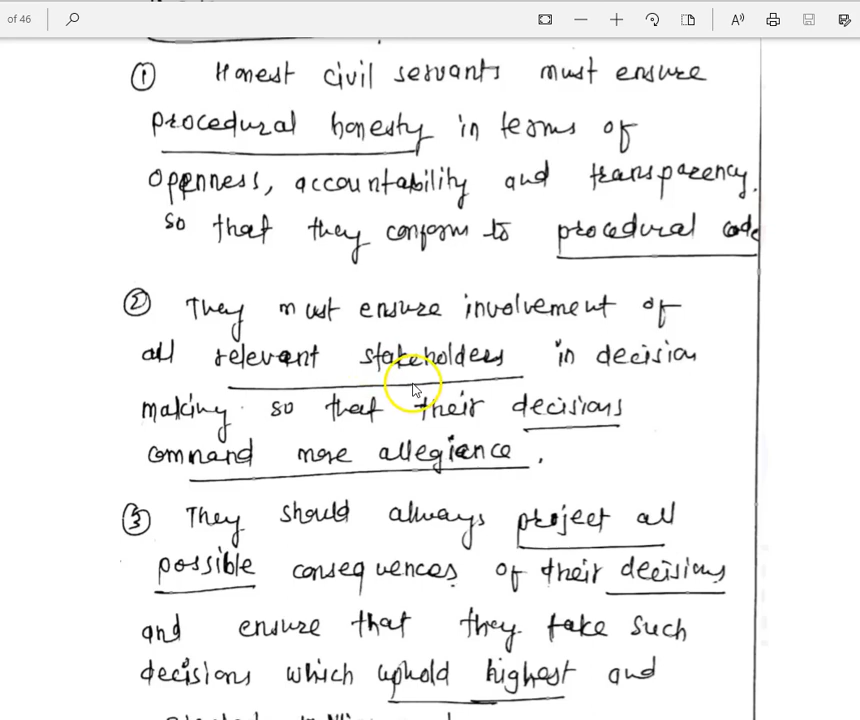 of 46
① Honest civil servants must ensure
procedural honesty in terms of
openness, accountability and transparency.
so that they conform to procedural code
② They must ensure involvement of
all relevant stakeholders in decision
making so that their decisions
command more allegiance.
③ They should always project all
possible consequences of their decisions
and ensure that they take such
decisions which uphold highest and